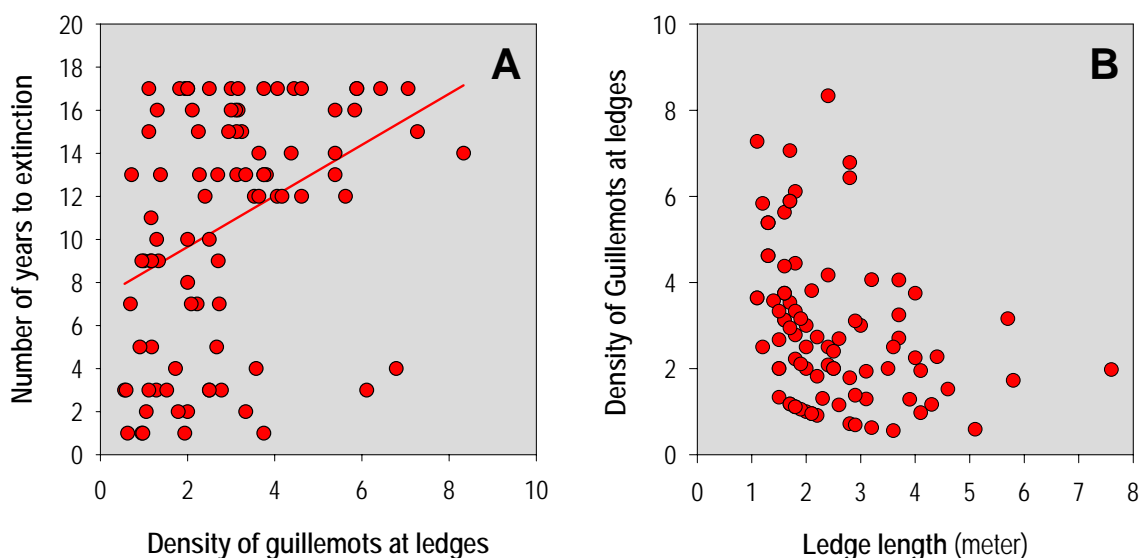 A
Number of years to extinction
20
18
16
14
12
10
8
6
4
2
0
0 2 4 6 8 10
Density of guillemots at ledges
B
Density of Guillemots at ledges
10
8
6
4
2
0
0 1 2 3 4 5 6 7 8
Ledge length (meter)